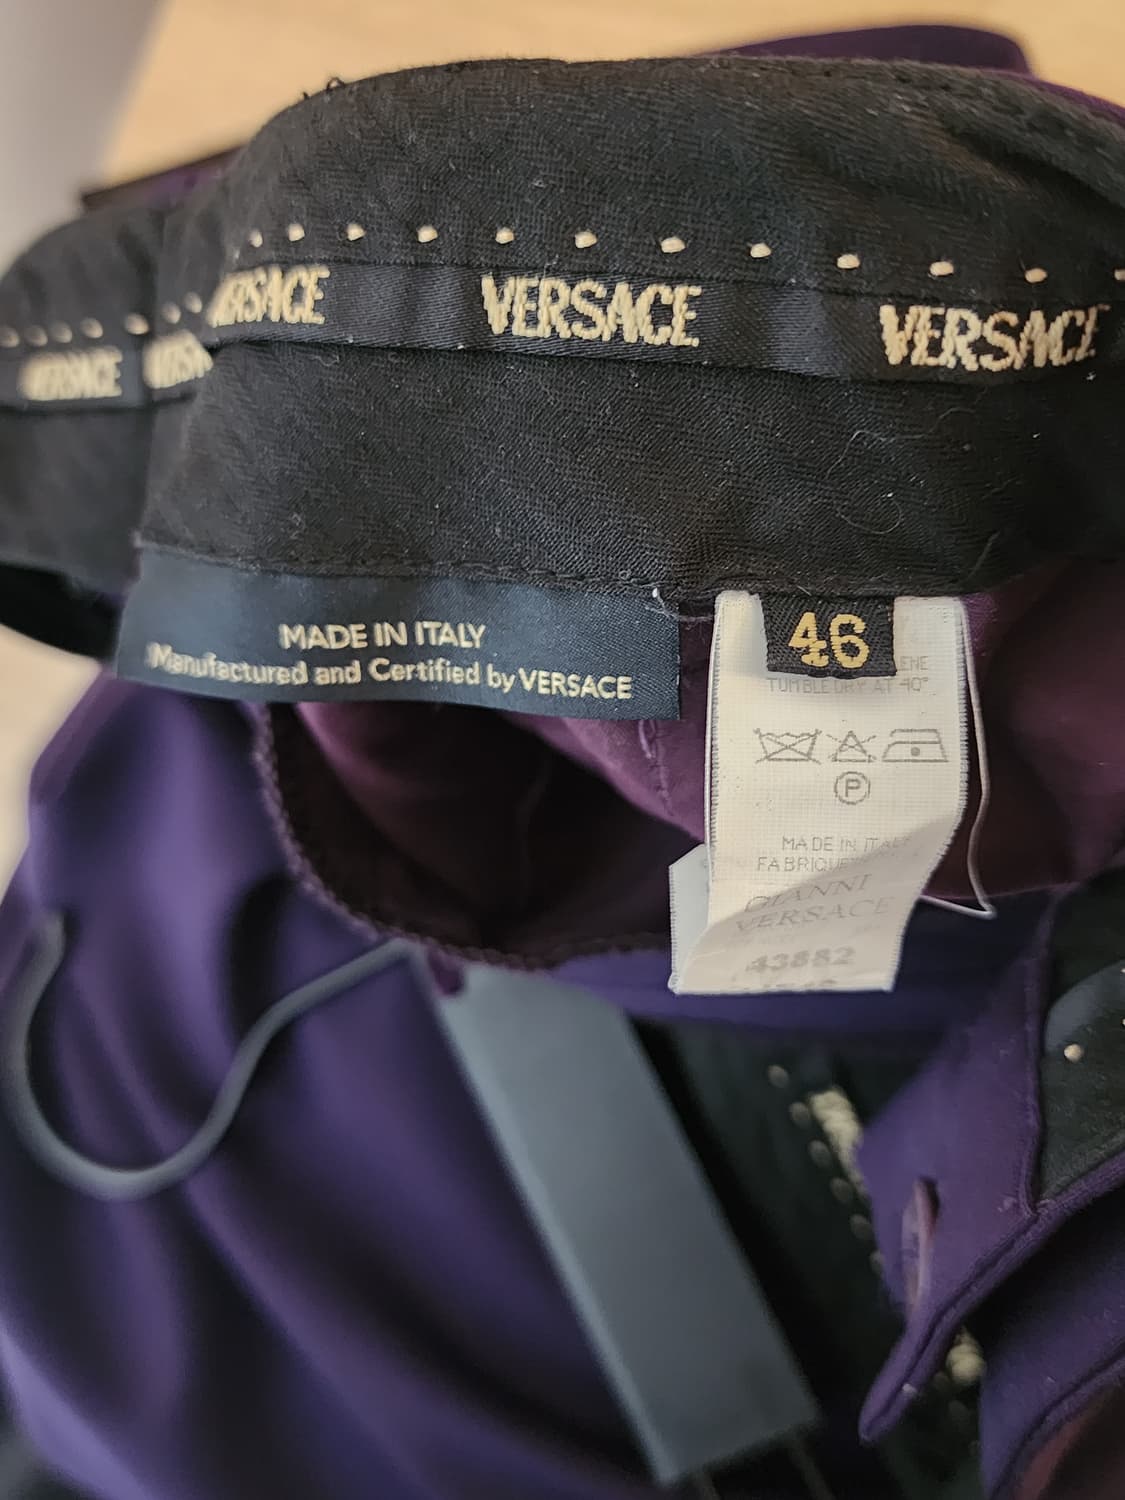 VERSACE VERSACE VERSACE
VERSACE
MADE IN ITALY
Manufactured and Certified by VERSACE
46
TUMBLE DRY AT 40°
P
MADE IN ITALY
GIANNI
VERSACE
43882